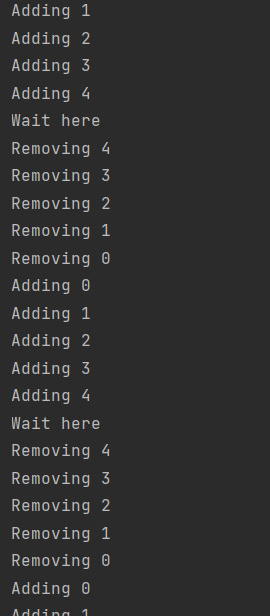 Adding 1
Adding 2
Adding 3
Adding 4
Wait here
Removing 4
Removing 3
Removing 2
Removing 1
Removing 0
Adding 0
Adding 1
Adding 2
Adding 3
Adding 4
Wait here
Removing 4
Removing 3
Removing 2
Removing 1
Removing 0
Adding 0
Adding 1